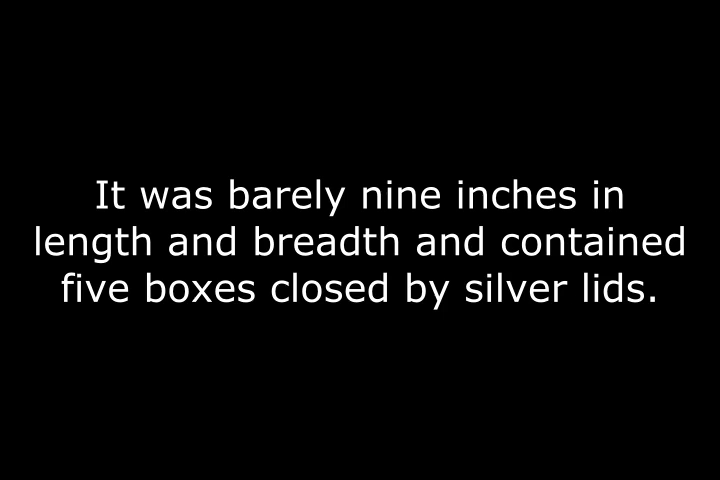 It was barely nine inches in
length and breadth and contained
five boxes closed by silver lids.